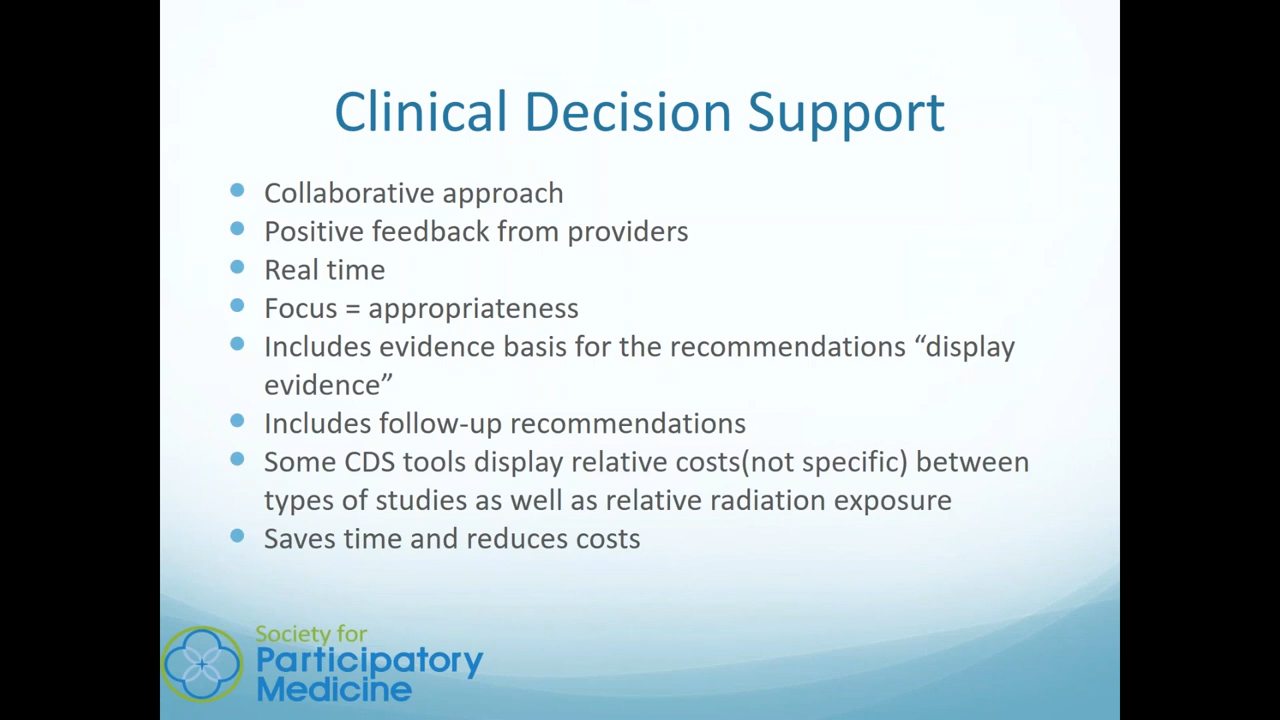 Clinical Decision Support
Collaborative approach
Positive feedback from providers
Real time
Focus = appropriateness
Includes evidence basis for the recommendations “display
evidence”
Includes follow-up recommendations
Some CDS tools display relative costs(not specific) between
types of studies as well as relative radiation exposure
Saves time and reduces costs
Society for
Participatory
Medicine